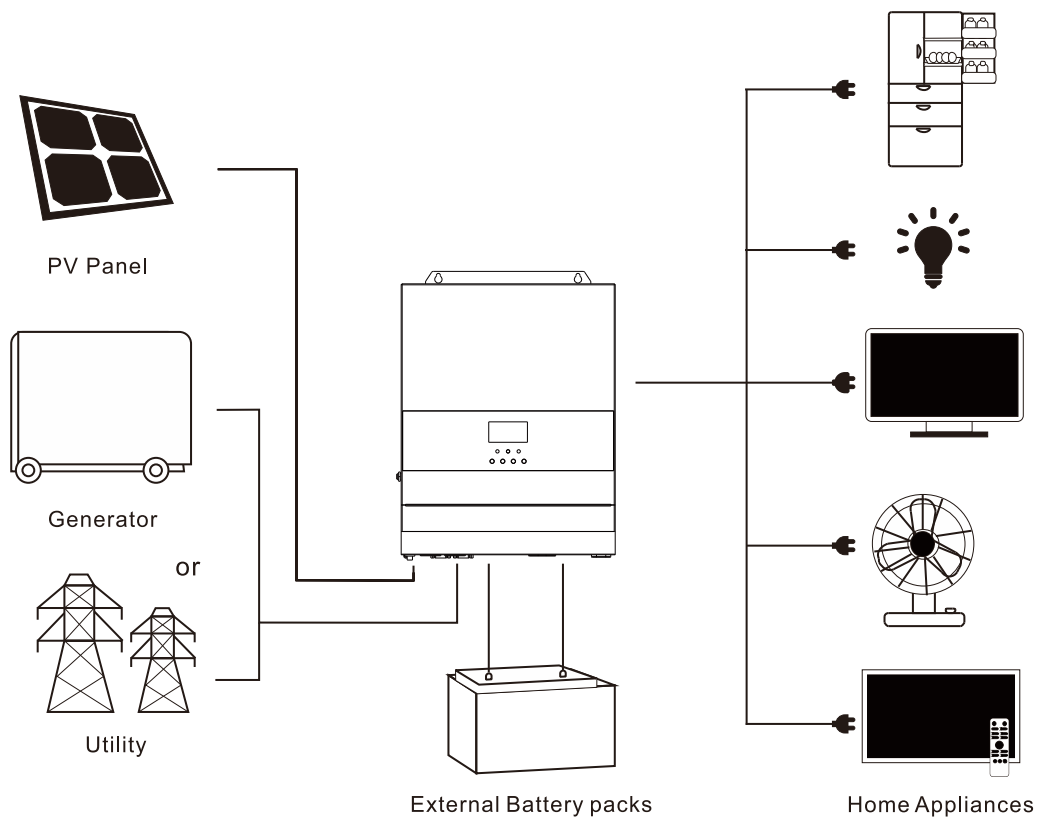 PV Panel
Generator
or
Utility
External Battery packs
Home Appliances